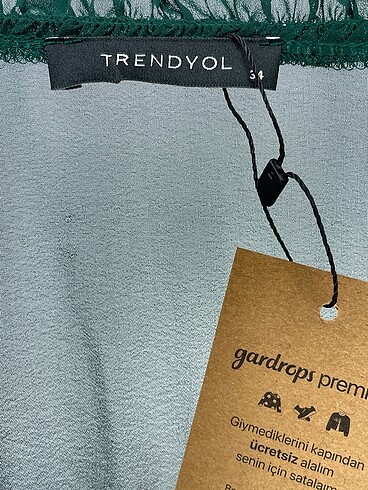 TRENDYOL
34
gardrops premi
Giymediklerini kapından
ücretsiz alalım
senin için satalım